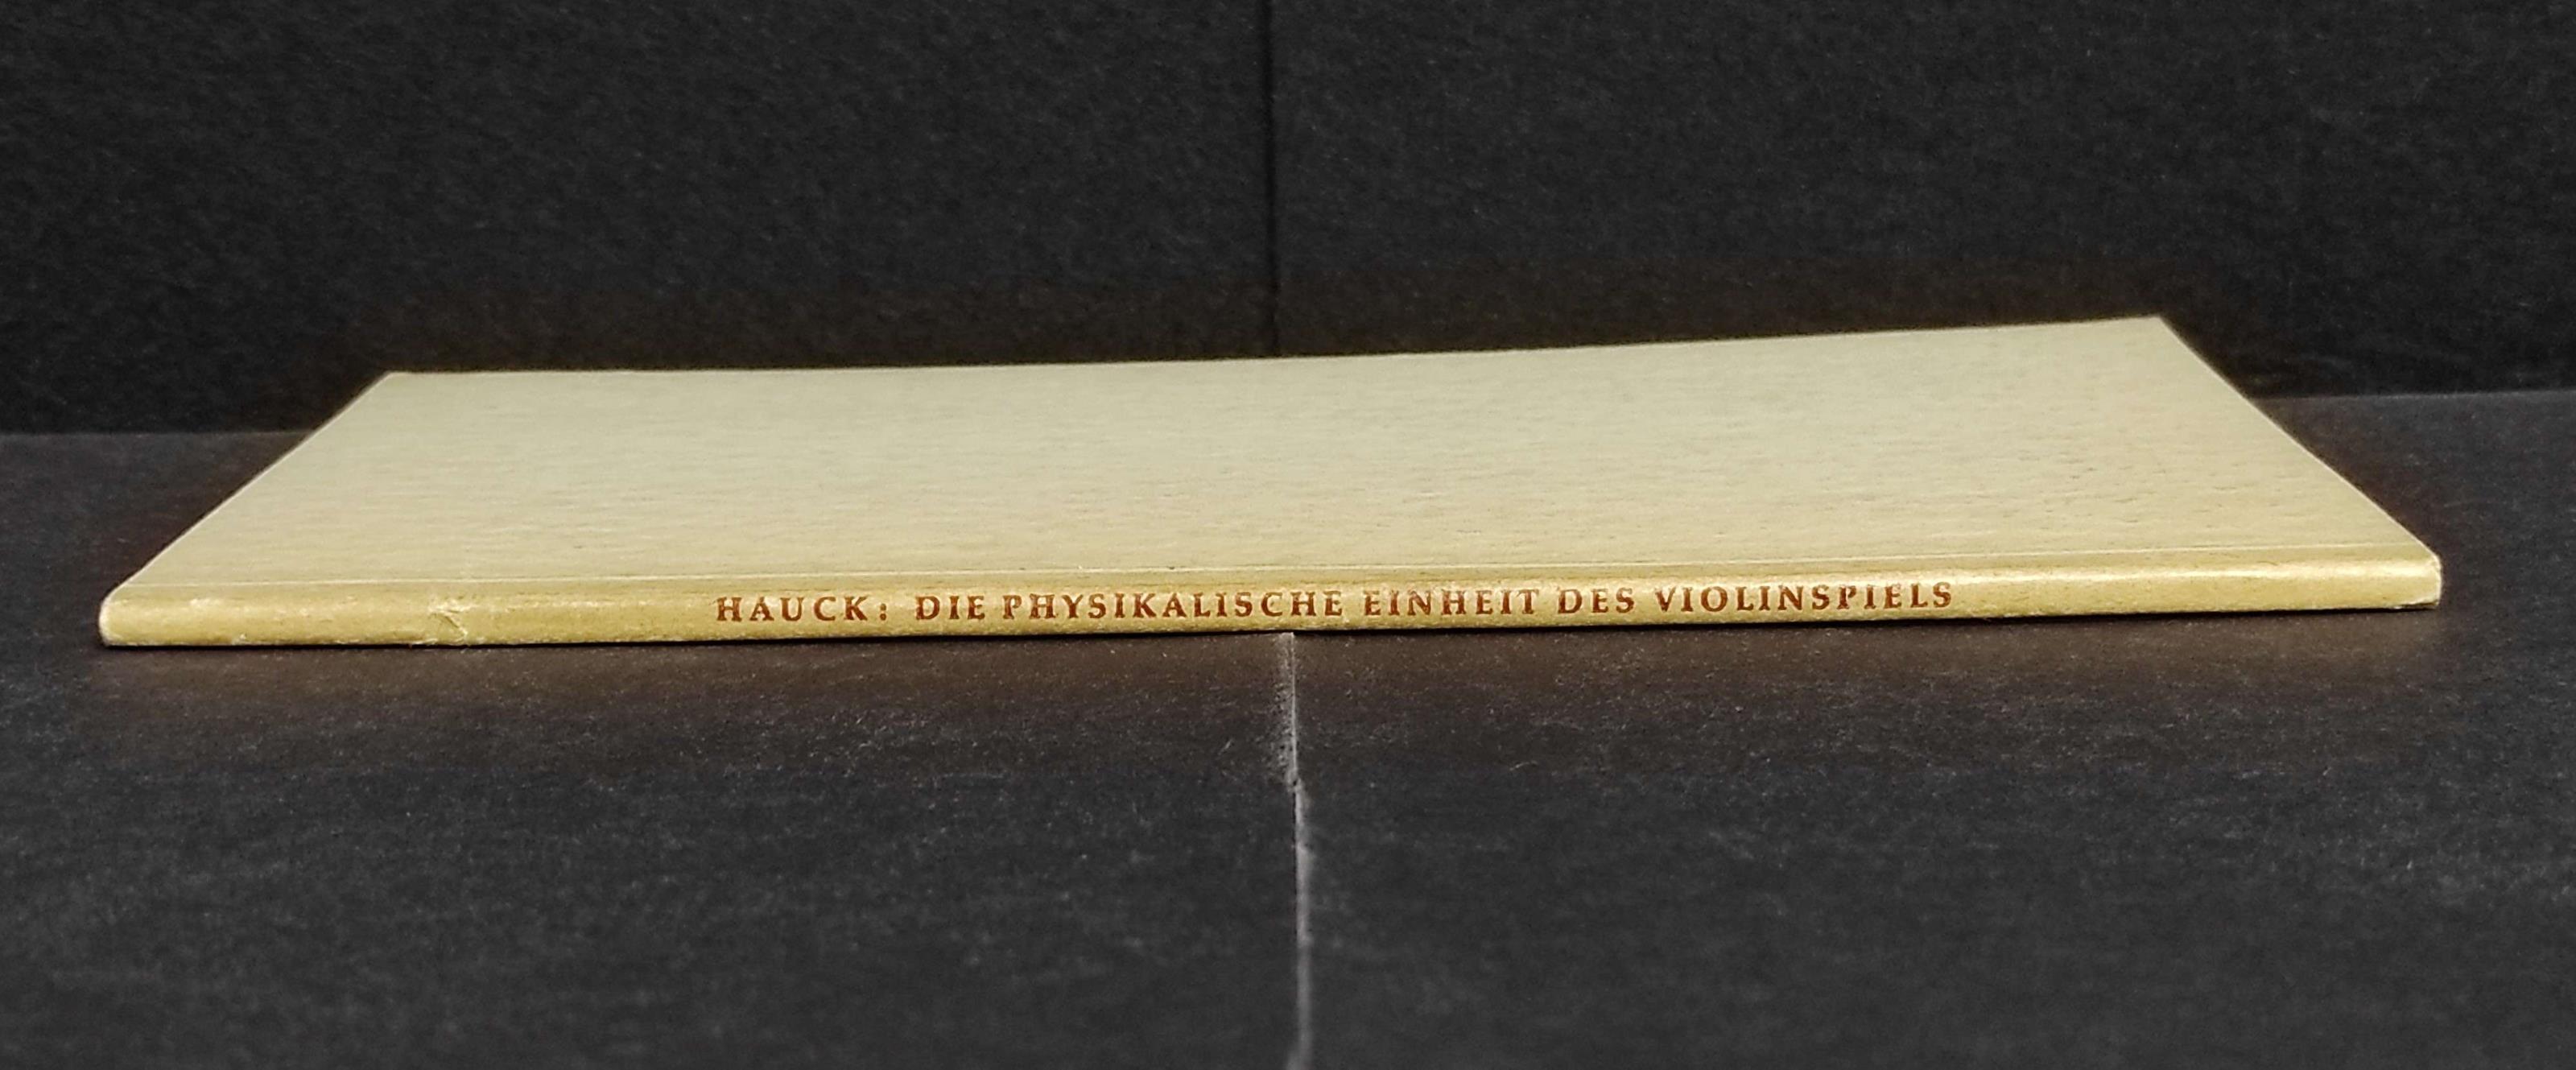 HAUCK: DIE PHYSIKALISCHE EINHEIT DES VIOLINSPIELS